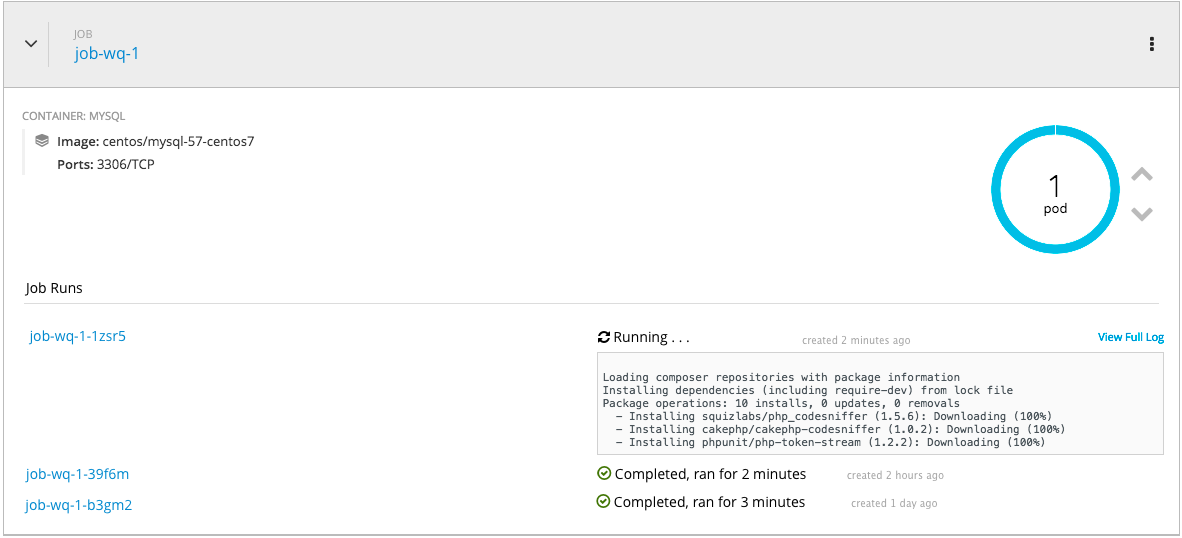 JOB
job-wq-1
CONTAINER: MYSQL
Image: centos/mysql-57-centos7
Ports: 3306/TCP
1
pod
Job Runs
job-wq-1-1zsr5
Running . . .
created 2 minutes ago
View Full Log
Loading composer repositories with package information
Installing dependencies (including require-dev) from lock file
Package operations: 10 installs, 0 updates, 0 removals
- Installing squizlabs/php_codesniffer (1.5.6): Downloading (100%)
- Installing cakephp/cakephp-codesniffer (1.0.2): Downloading (100%)
- Installing phpunit/php-token-stream (1.2.2): Downloading (100%)
job-wq-1-39f6m
Completed, ran for 2 minutes
created 2 hours ago
job-wq-1-b3gm2
Completed, ran for 3 minutes
created 1 day ago